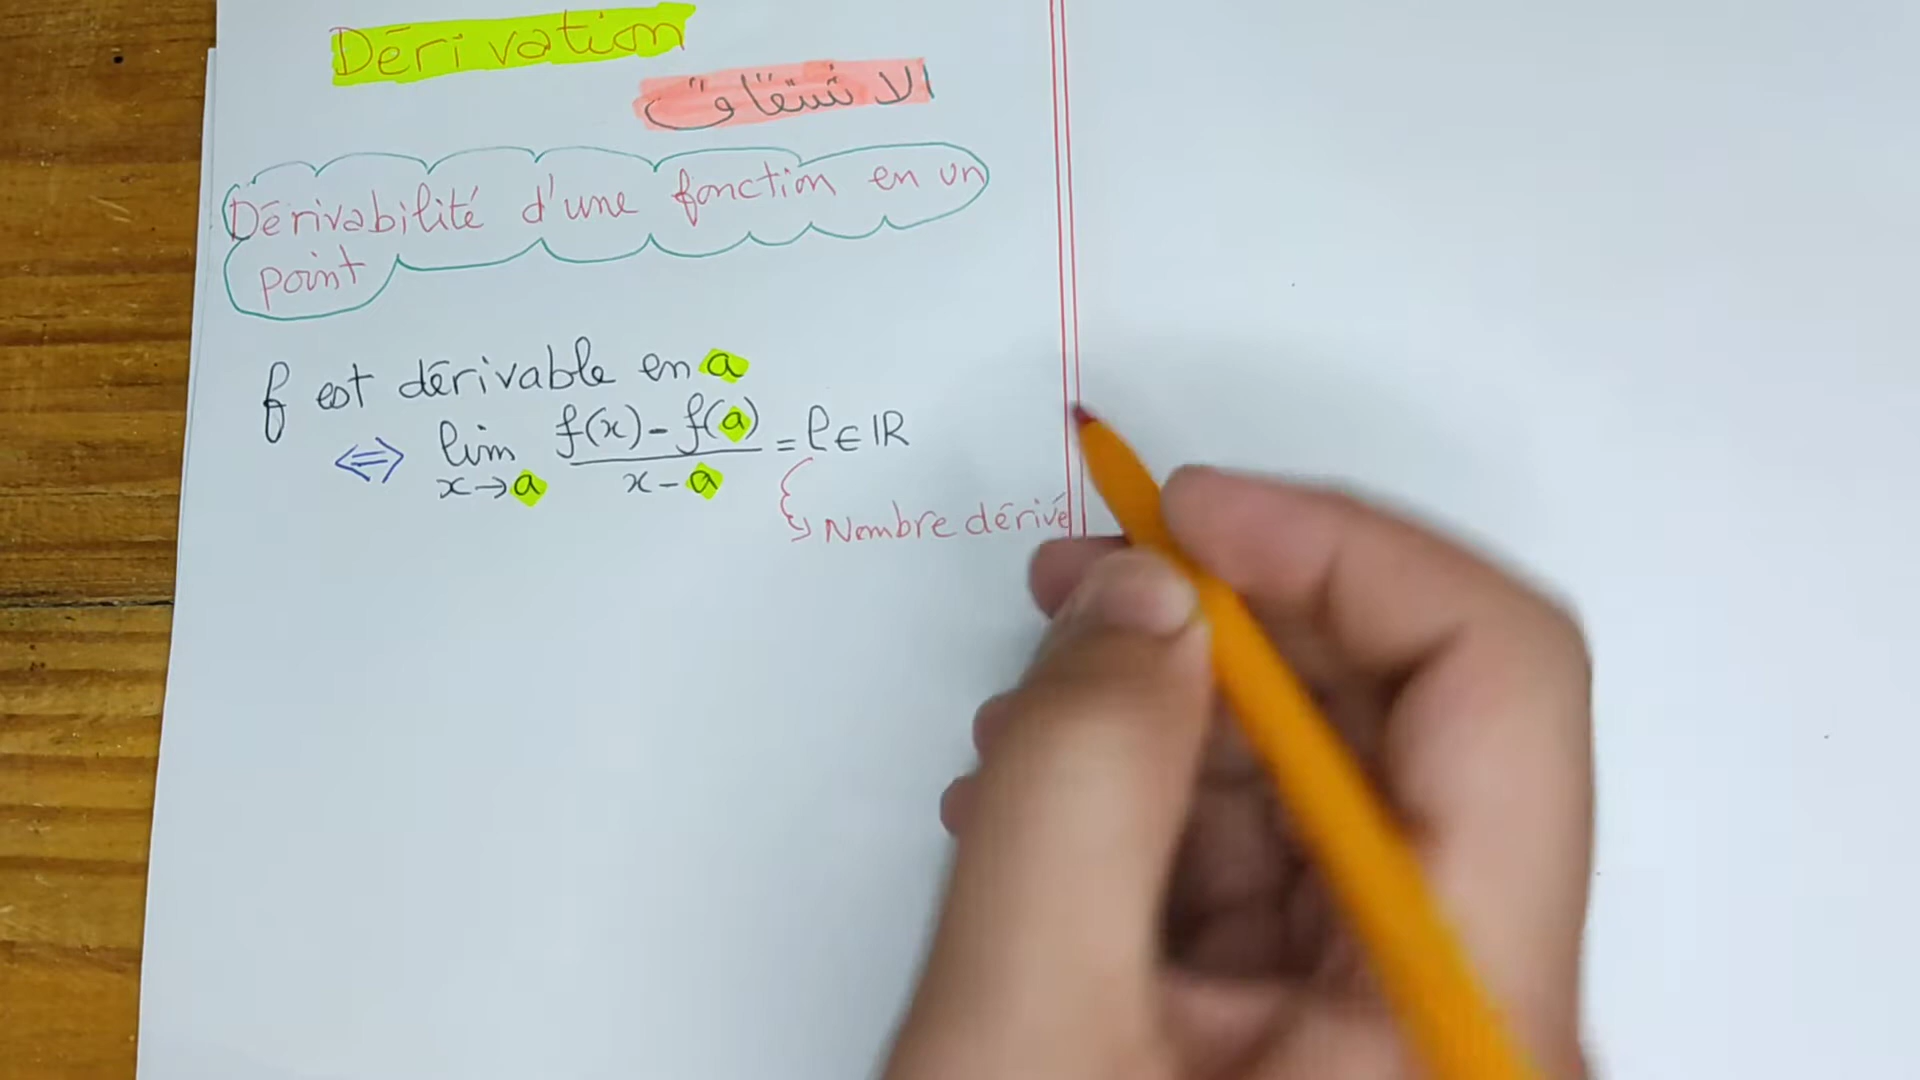 Dérivation
الاشتقاق
Dérivabilité d'une fonction en un
point
f est dérivable en a
⟺ lim f(x) - f(a) = l ∈ IR
x→a x - a
Nombre dérivé